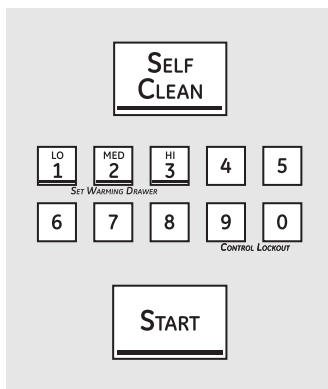 SELF
CLEAN
LO MED HI
1 2 3 4 5
SET WARMING DRAWER
6 7 8 9 0
CONTROL LOCKOUT
START